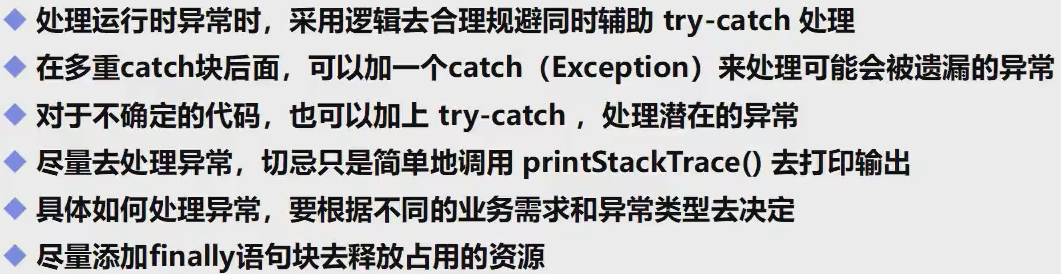 处理运行时异常时，采用逻辑去合理规避同时辅助 try-catch 处理
在多重catch块后面，可以加一个catch（Exception）来处理可能会被遗漏的异常
对于不确定的代码，也可以加上 try-catch ，处理潜在的异常
尽量去处理异常，切忌只是简单地调用 printStackTrace() 去打印输出
具体如何处理异常，要根据不同的业务需求和异常类型去决定
尽量添加finally语句块去释放占用的资源